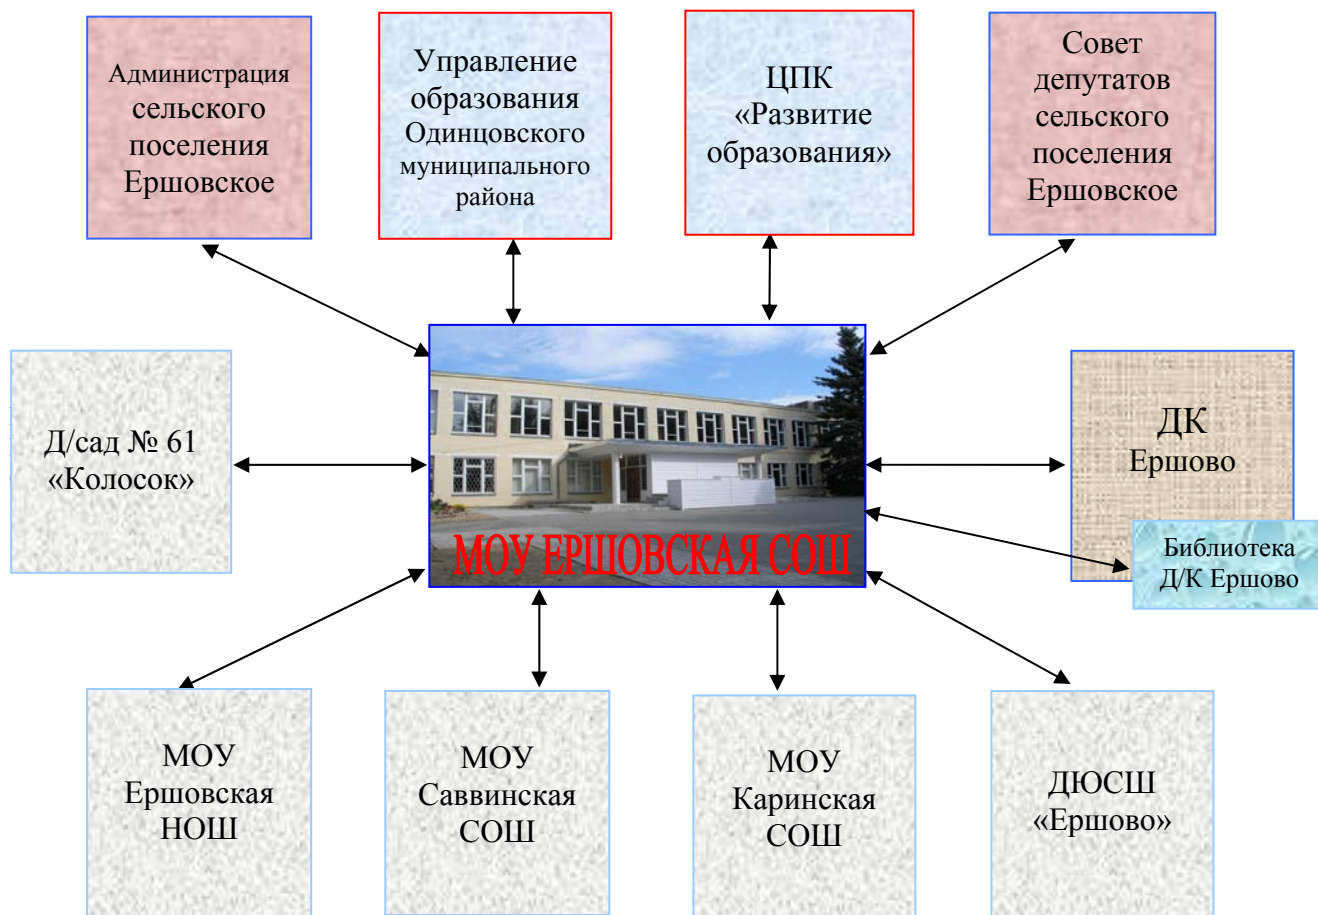 Администрация
сельского
поселения
Ершовское
Управление
образования
Одинцовского
муниципального
района
ЦПК
«Развитие
образования»
Совет
депутатов
сельского
поселения
Ершовское
Д/сад № 61
«Колосок»
МОУ ЕРШОВСКАЯ СОШ
ДК
Ершово
Библиотека
Д/К Ершово
МОУ
Ершовская
НОШ
МОУ
Саввинская
СОШ
МОУ
Каринская
СОШ
ДЮСШ
«Ершово»